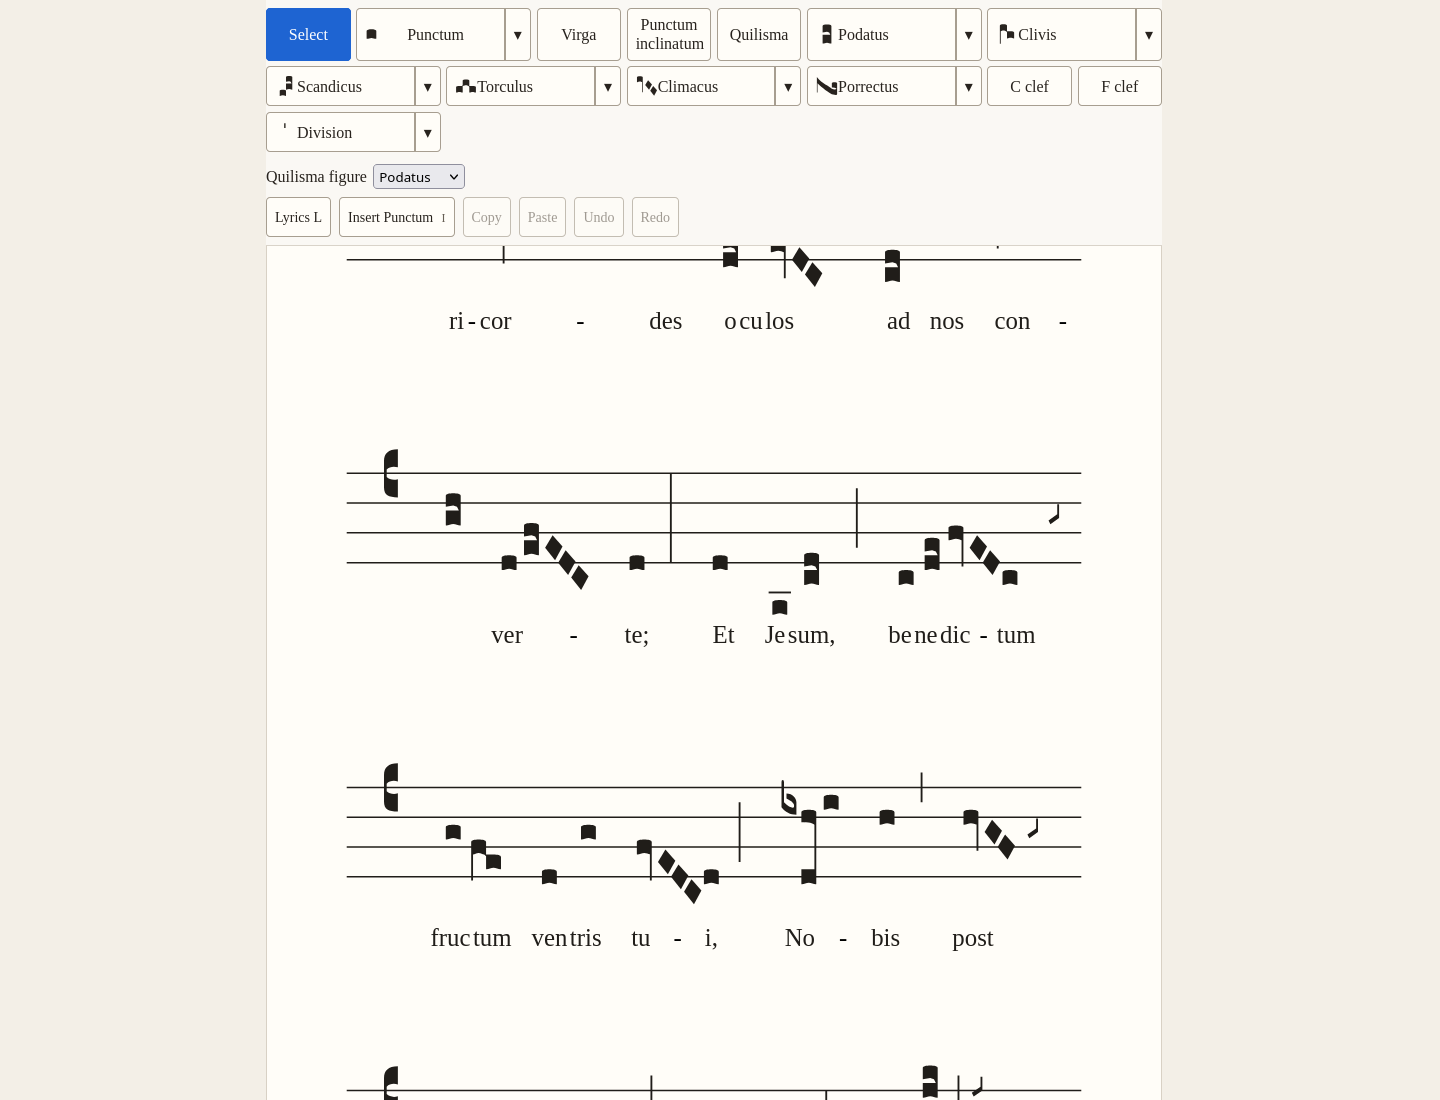 Select Punctum ▾ Virga Punctum inclinatum Quilisma Podatus ▾ Clivis ▾
Scandicus ▾ Torculus ▾ Climacus ▾ Porrectus ▾ C clef F clef
Division ▾
Quilisma figure Podatus
Lyrics L Insert Punctum I Copy Paste Undo Redo
ri - cor - des o cu los ad nos con -
ver - te; Et Je sum, be ne dic - tum
fruc tum ven tris tu - i, No - bis post